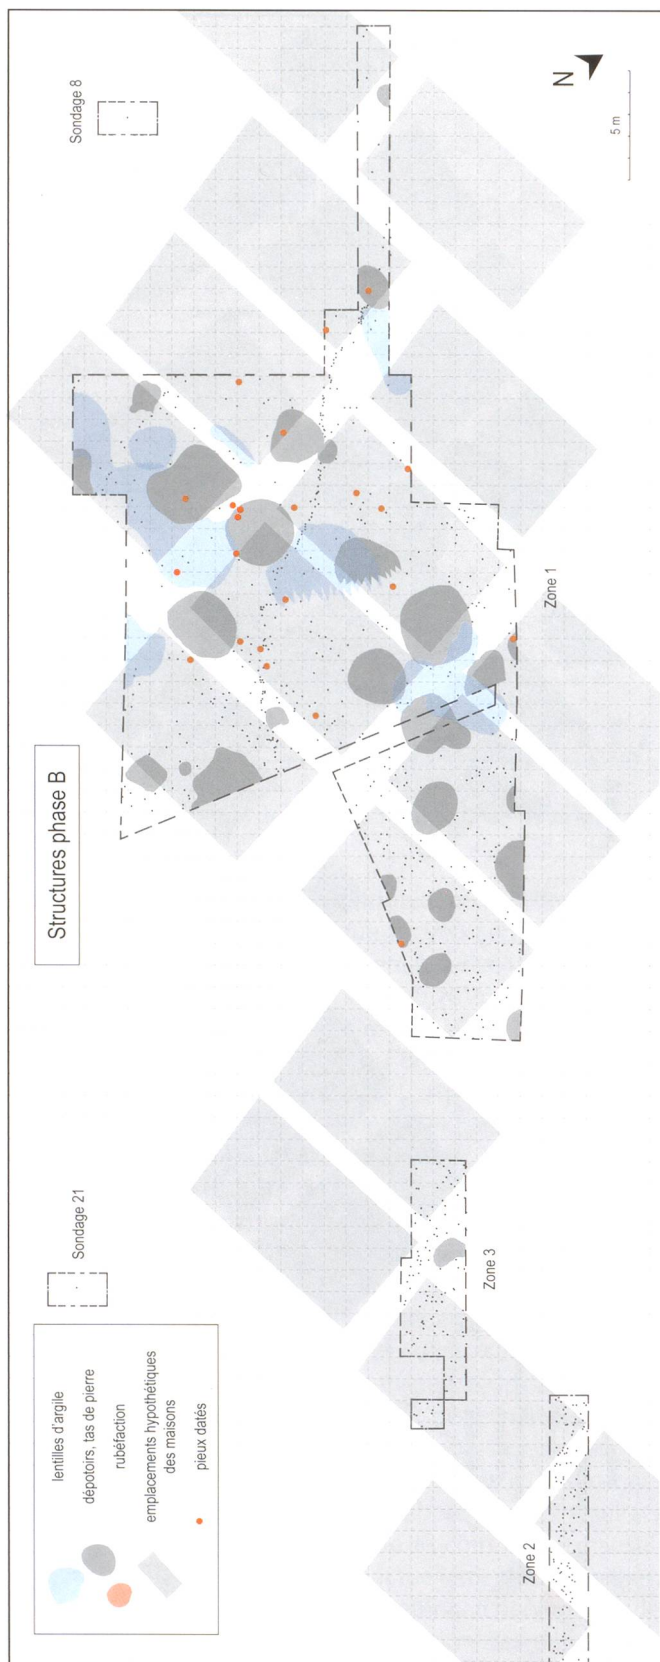 Structures phase B
Sondage 21
Sondage 8
N
5 m
Zone 1
Zone 3
Zone 2
lentilles d'argile
dépotoirs, tas de pierre
rubéfaction
emplacements hypothétiques
des maisons
pieux datés